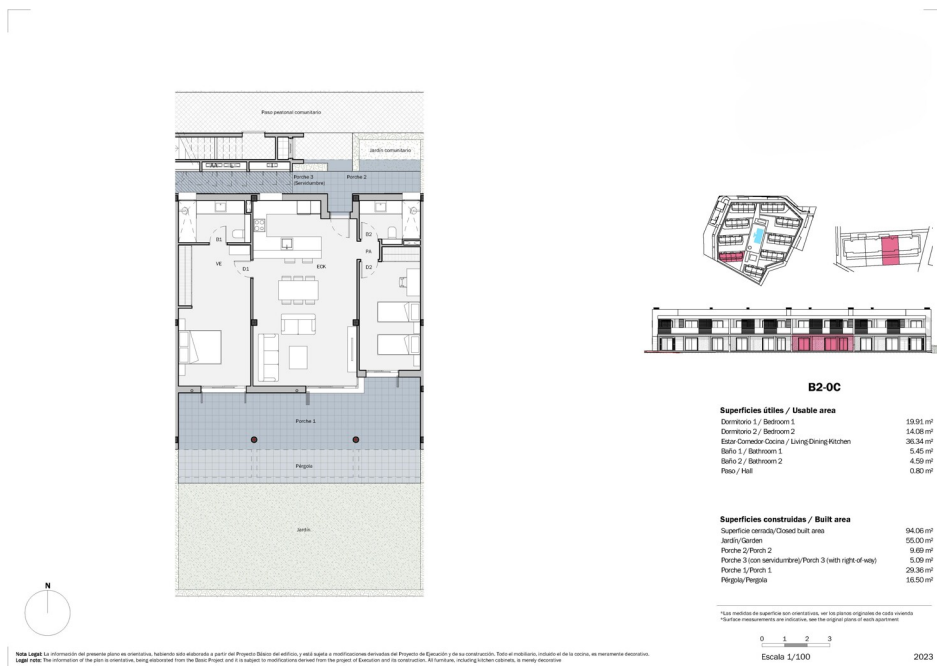 Paso peatonal comunitario
Jardín comunitario
Porche 3
(Servidumbre)
Porche 2
B1
B2
VE
D1
ECK
PA
D2
Porche 1
Pérgola
Jardín
N
B2-0C
Superficies útiles / Usable area
Dormitorio 1 / Bedroom 1 19.91 m²
Dormitorio 2 / Bedroom 2 14.08 m²
Estar-Comedor-Cocina / Living-Dining-Kitchen 36.34 m²
Baño 1 / Bathroom 1 5.45 m²
Baño 2 / Bathroom 2 4.59 m²
Paso / Hall 0.80 m²
Superficies construidas / Built area
Superficie cerrada/Closed built area 94.06 m²
Jardín/Garden 55.00 m²
Porche 2/Porch 2 9.69 m²
Porche 3 (con servidumbre)/Porch 3 (with right-of-way) 5.09 m²
Porche 1/Porch 1 29.36 m²
Pérgola/Pergola 16.50 m²
*Las medidas de superficie son orientativas, ver los planos originales de cada vivienda
*Surface measurements are indicative, see the original plans of each apartment
0 1 2 3
Escala 1/100
2023
Nota Legal: La información del presente plano es orientativa, habiendo sido elaborado a partir del Proyecto Básico del edificio, y está sujeta a modificaciones derivadas del Proyecto de Ejecución y de su construcción. Todo el mobiliario, incluido el de la cocina, es meramente decorativo.
Legal note: The information of the plan is orientative, being elaborated from the Basic Project and it is subject to modifications derived from the project of Execution and its construction. All furniture, including kitchen cabinets, is merely decorative